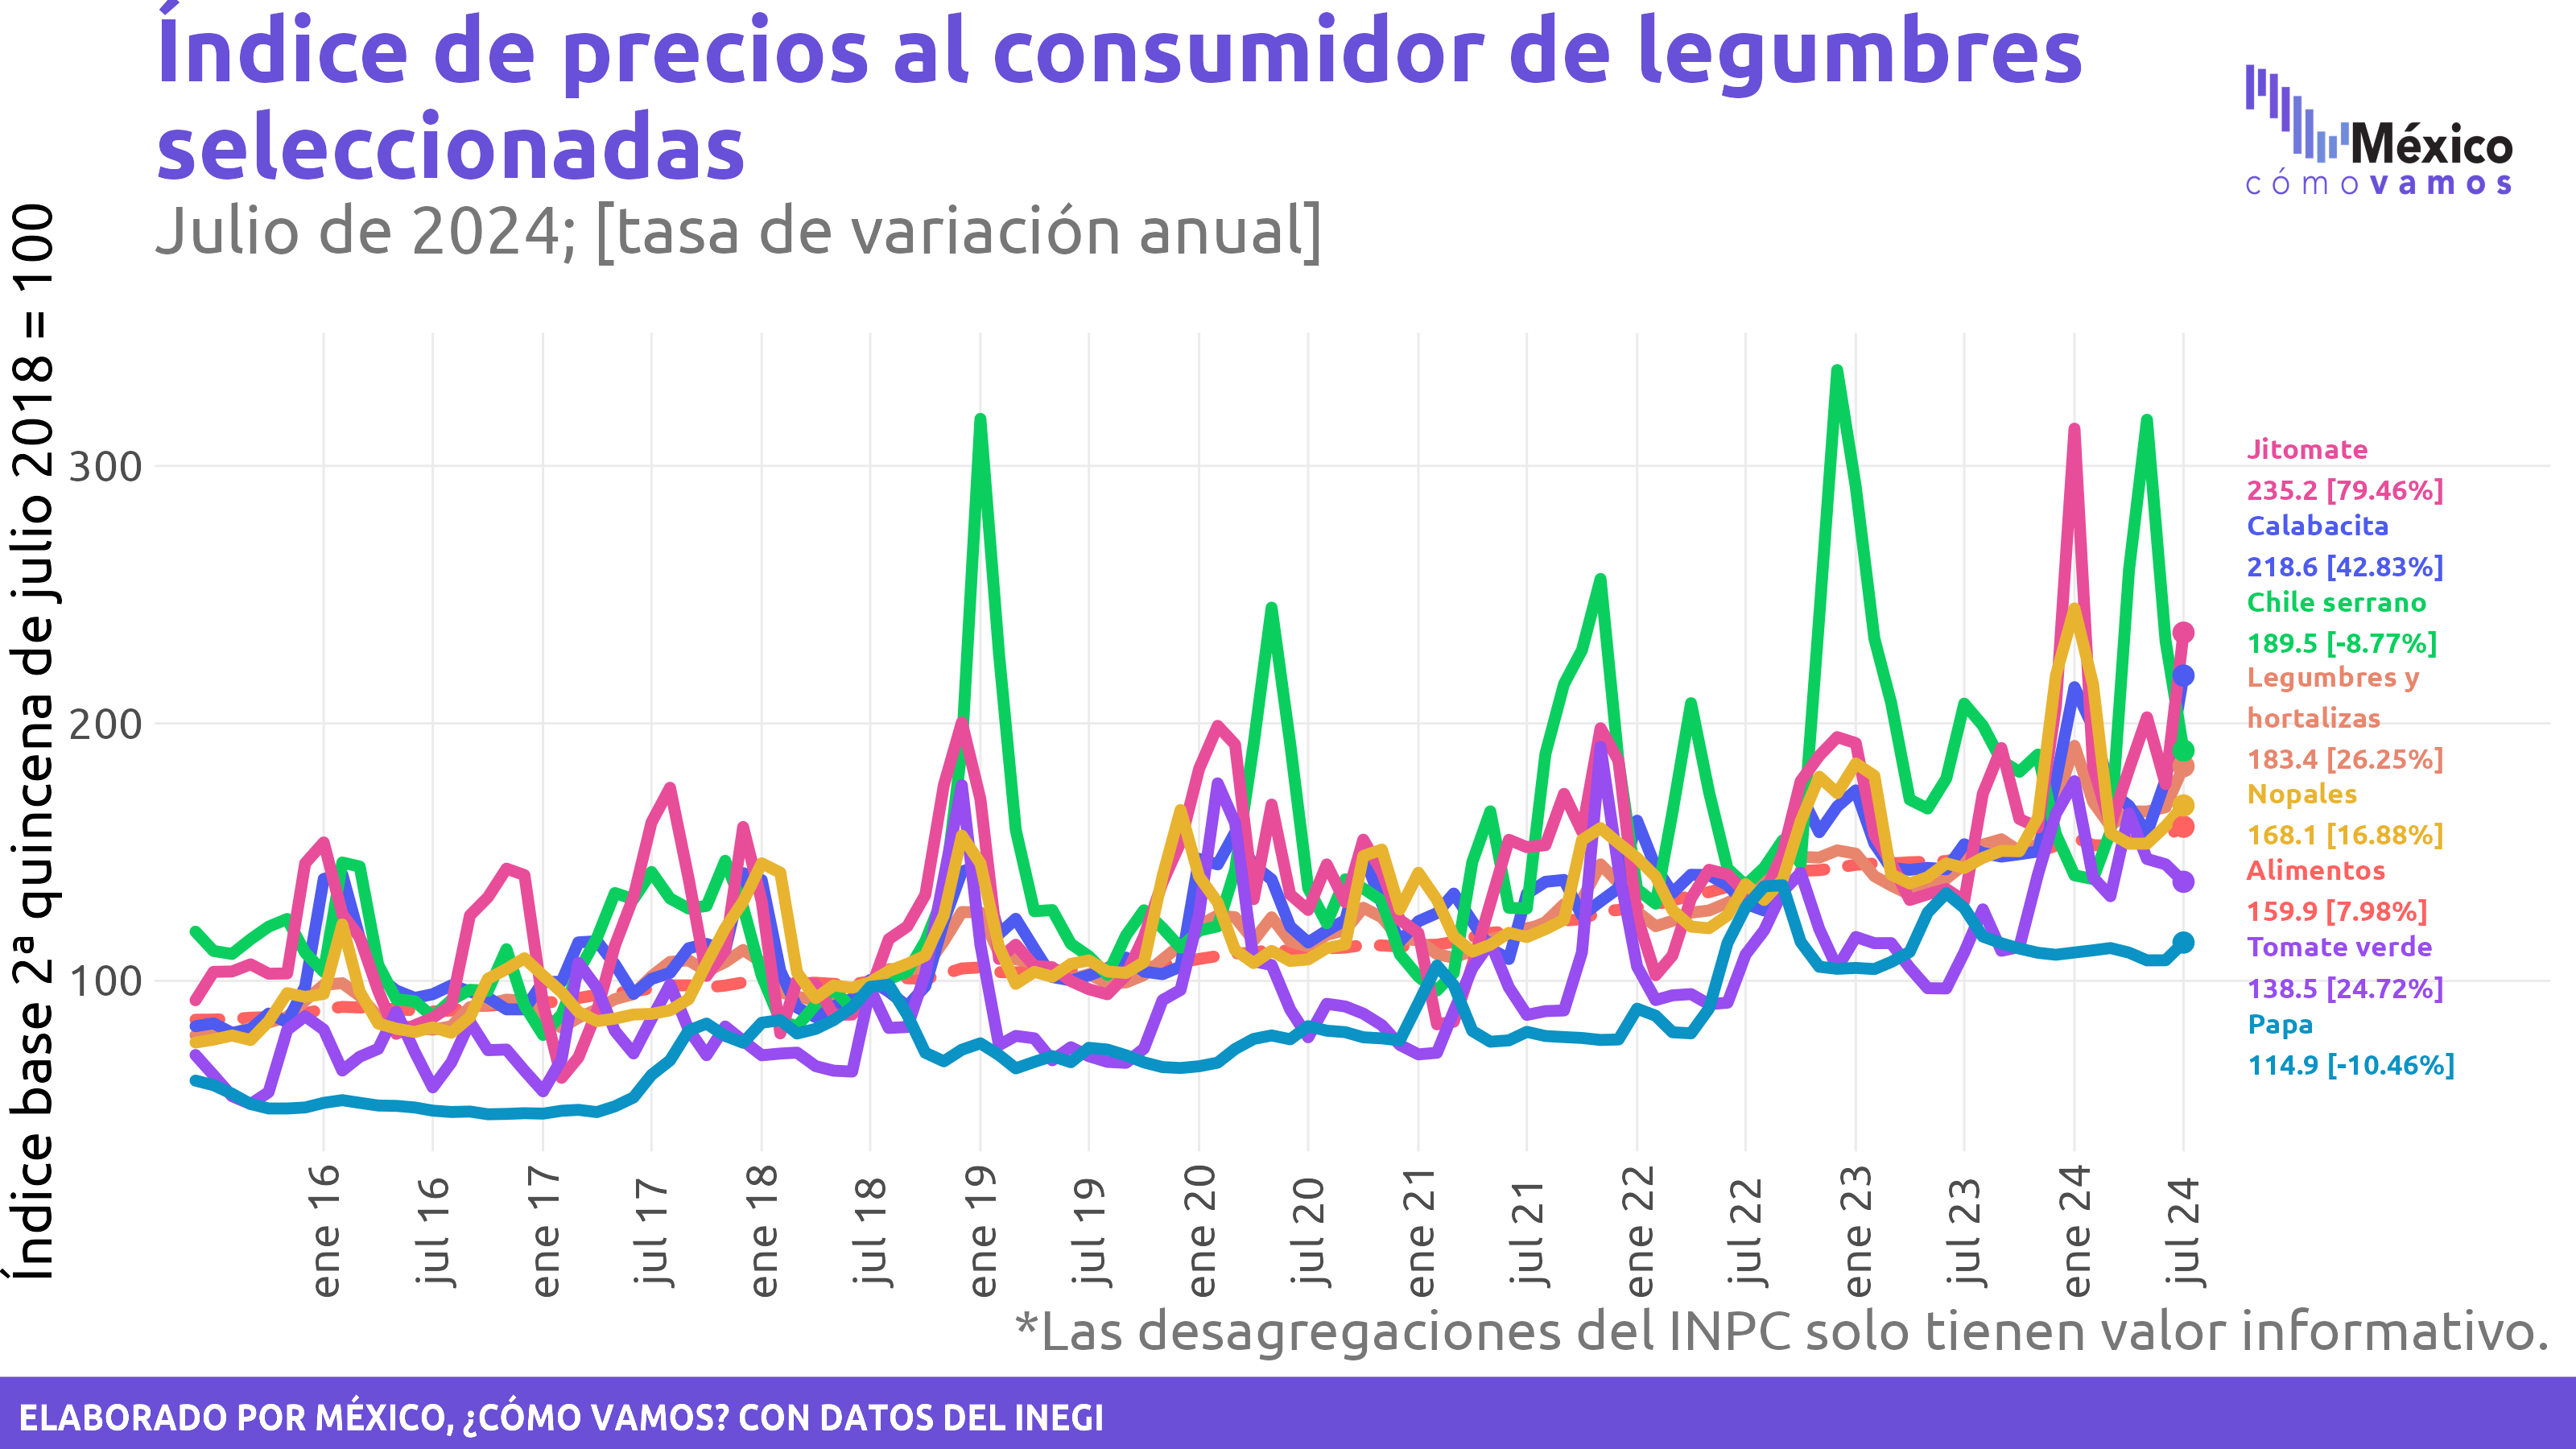 Índice de precios al consumidor de legumbres
seleccionadas
Julio de 2024; [tasa de variación anual]
México
cómo vamos
Índice base 2ª quincena de julio 2018 = 100
300
200
100
Jitomate
235.2 [79.46%]
Calabacita
218.6 [42.83%]
Chile serrano
189.5 [-8.77%]
Legumbres y
hortalizas
183.4 [26.25%]
Nopales
168.1 [16.88%]
Alimentos
159.9 [7.98%]
Tomate verde
138.5 [24.72%]
Papa
114.9 [-10.46%]
ene 16
jul 16
ene 17
jul 17
ene 18
jul 18
ene 19
jul 19
ene 20
jul 20
ene 21
jul 21
ene 22
jul 22
ene 23
jul 23
ene 24
jul 24
*Las desagregaciones del INPC solo tienen valor informativo.
ELABORADO POR MÉXICO, ¿CÓMO VAMOS? CON DATOS DEL INEGI